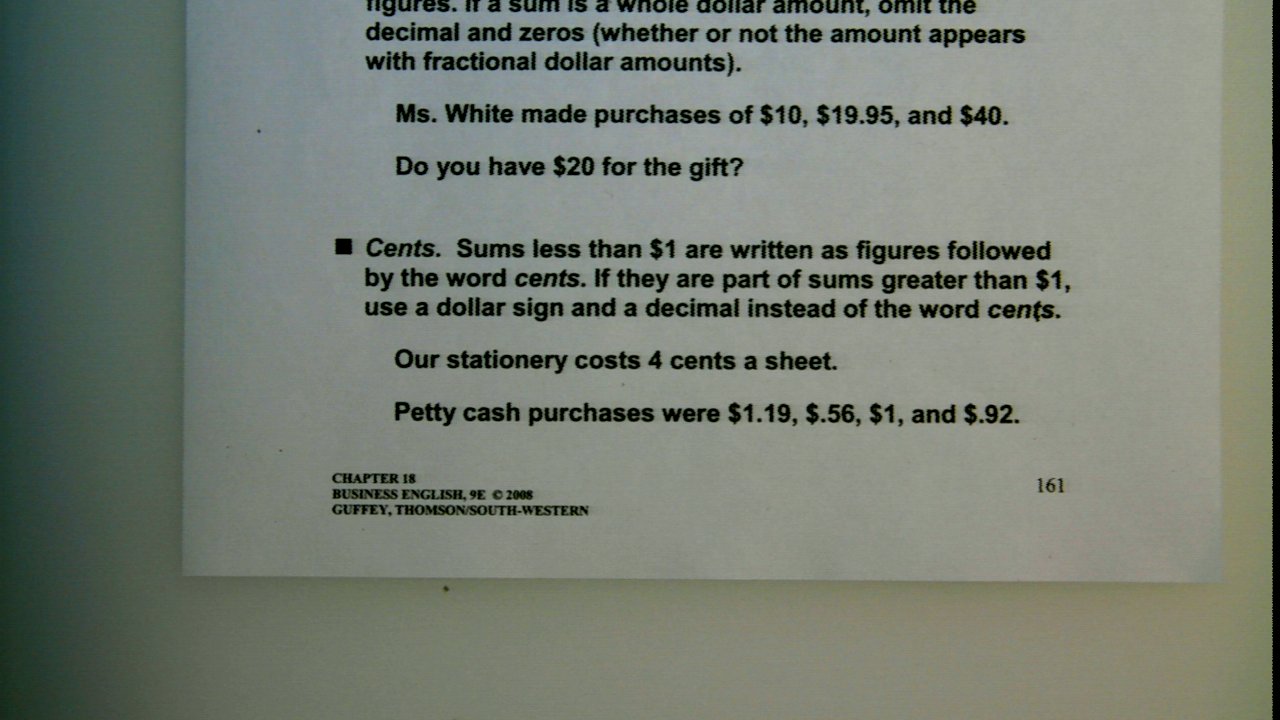 figures. If a sum is a whole dollar amount, omit the
decimal and zeros (whether or not the amount appears
with fractional dollar amounts).
Ms. White made purchases of $10, $19.95, and $40.
Do you have $20 for the gift?
■ Cents. Sums less than $1 are written as figures followed
by the word cents. If they are part of sums greater than $1,
use a dollar sign and a decimal instead of the word cents.
Our stationery costs 4 cents a sheet.
Petty cash purchases were $1.19, $.56, $1, and $.92.
CHAPTER 18
BUSINESS ENGLISH, 9E © 2008
GUFFEY, THOMSON/SOUTH-WESTERN
161